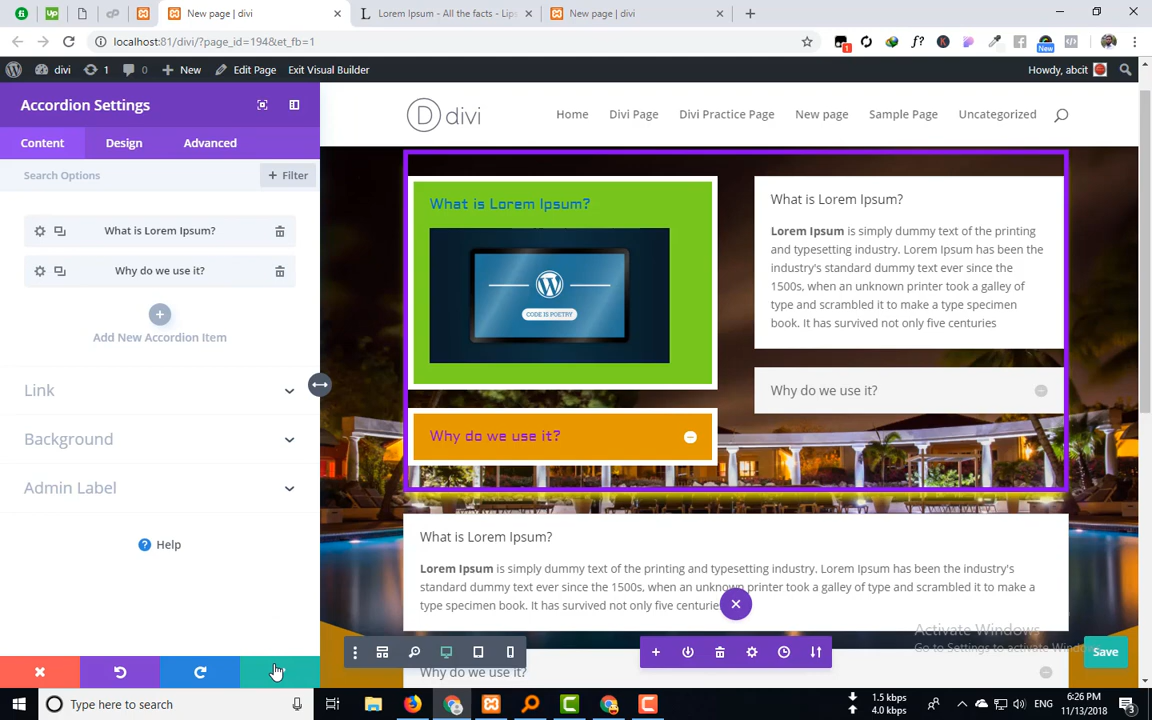 New page | divi
Lorem Ipsum - All the facts - Lips
New page | divi
localhost:81/divi/?page_id=194&et_fb=1
New
divi
1
0
New
Edit Page
Exit Visual Builder
Howdy, abcit
Accordion Settings
Content
Design
Advanced
Search Options
+ Filter
What is Lorem Ipsum?
Why do we use it?
Add New Accordion Item
Link
Background
Admin Label
Help
D divi
Home
Divi Page
Divi Practice Page
New page
Sample Page
Uncategorized
What is Lorem Ipsum?
CODE IS POETRY
Why do we use it?
What is Lorem Ipsum?
Lorem Ipsum is simply dummy text of the printing
and typesetting industry. Lorem Ipsum has been the
industry's standard dummy text ever since the
1500s, when an unknown printer took a galley of
type and scrambled it to make a type specimen
book. It has survived not only five centuries
Why do we use it?
What is Lorem Ipsum?
Lorem Ipsum is simply dummy text of the printing and typesetting industry. Lorem Ipsum has been the industry's
standard dummy text ever since the 1500s, when an unknown printer took a galley of type and scrambled it to make a
type specimen book. It has survived not only five centurie
Activate Windows
Go to Settings to activate Win
Save
Why do we use it?
Type here to search
1.5 kbps
4.0 kbps
ENG
6:26 PM
11/13/2018
3